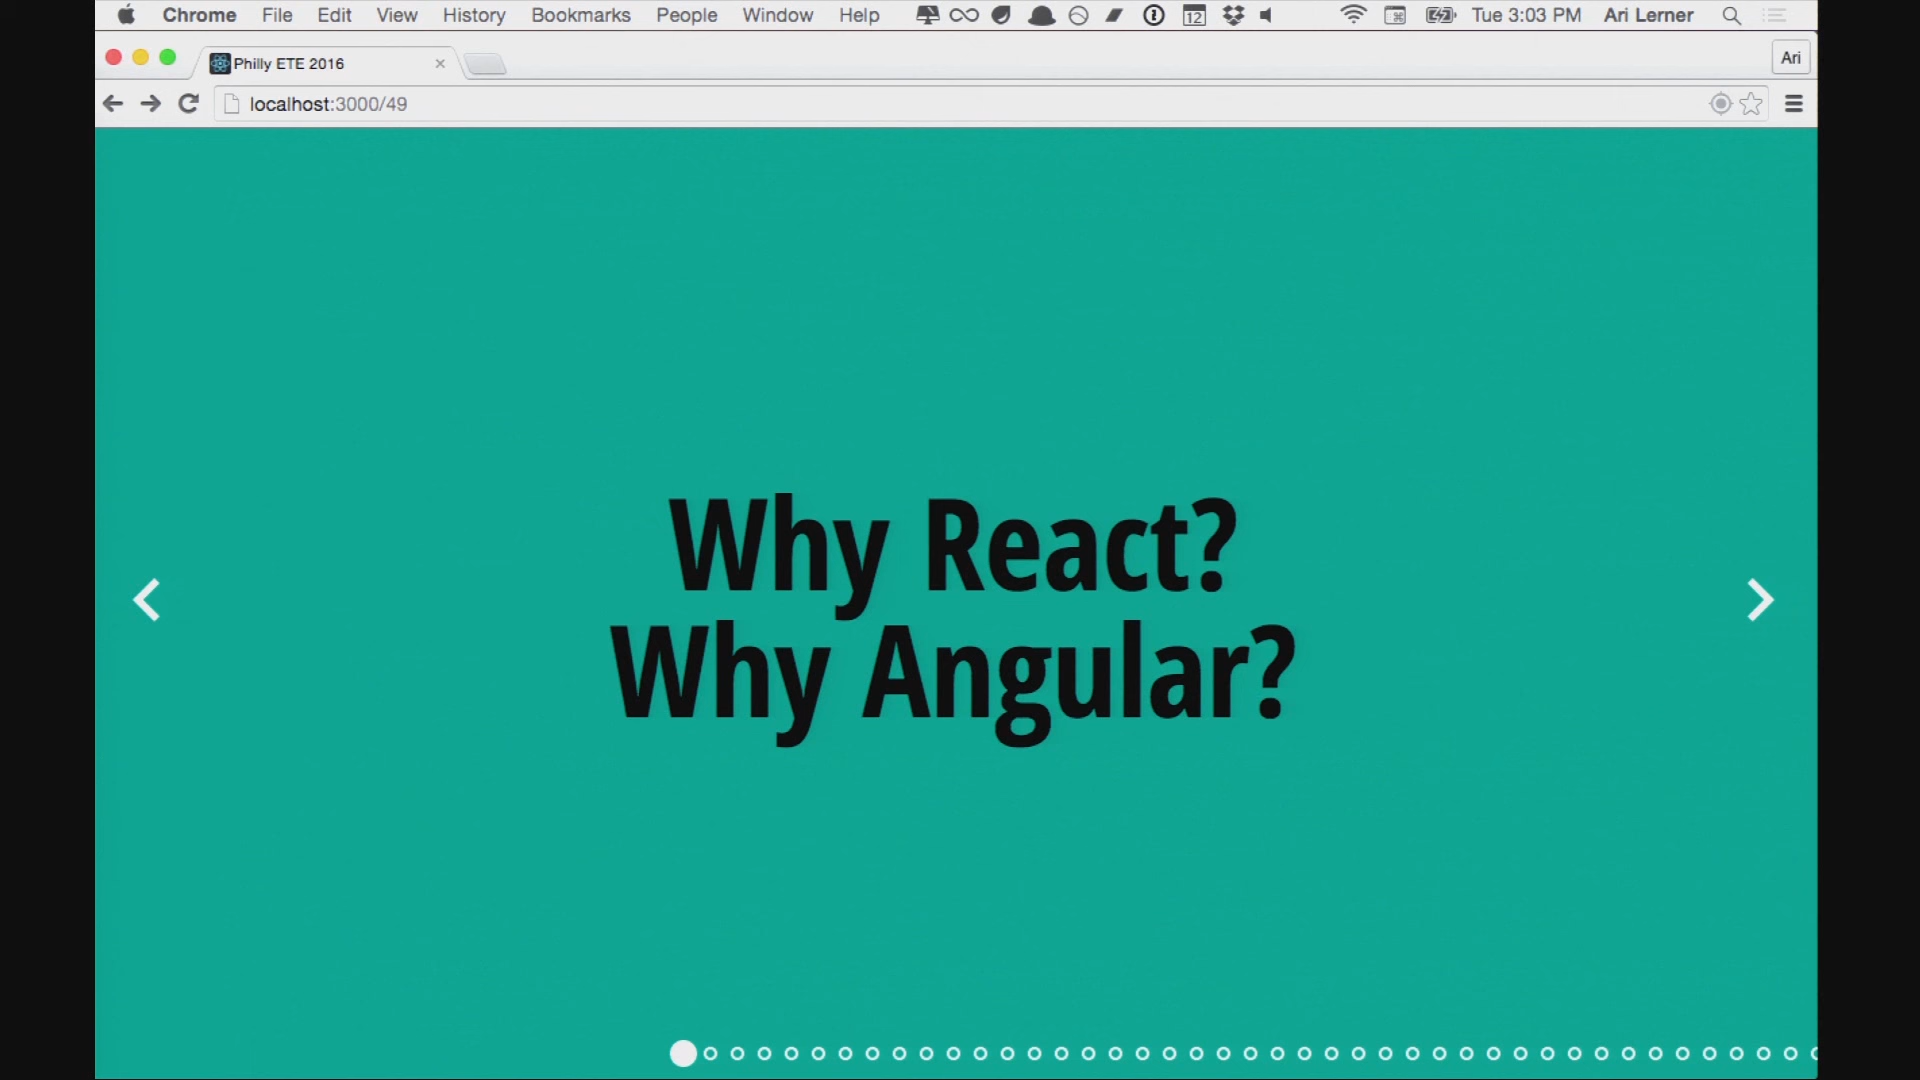 Chrome File Edit View History Bookmarks People Window Help 12 Tue 3:03 PM Ari Lerner
Philly ETE 2016
Ari
localhost:3000/49
Why React?
Why Angular?